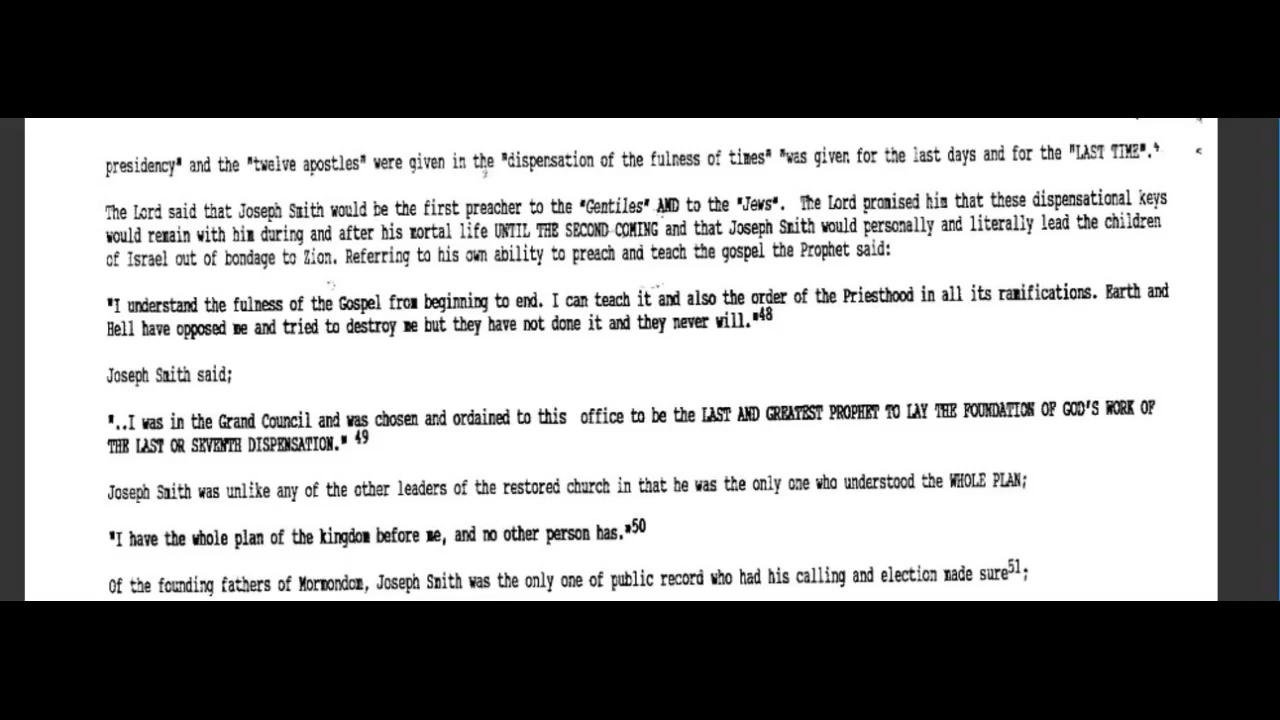 presidency" and the "twelve apostles" were given in the "dispensation of the fulness of times" "was given for the last days and for the "LAST TIME".4
The Lord said that Joseph Smith would be the first preacher to the "Gentiles" AND to the "Jews". The Lord promised him that these dispensational keys
would remain with him during and after his mortal life UNTIL THE SECOND COMING and that Joseph Smith would personally and literally lead the children
of Israel out of bondage to Zion. Referring to his own ability to preach and teach the gospel the Prophet said:
"I understand the fulness of the Gospel from beginning to end. I can teach it and also the order of the Priesthood in all its ramifications. Earth and
Hell have opposed me and tried to destroy me but they have not done it and they never will."48
Joseph Smith said;
"..I was in the Grand Council and was chosen and ordained to this office to be the LAST AND GREATEST PROPHET TO LAY THE FOUNDATION OF GOD'S WORK OF
THE LAST OR SEVENTH DISPENSATION." 49
Joseph Smith was unlike any of the other leaders of the restored church in that he was the only one who understood the WHOLE PLAN;
"I have the whole plan of the kingdom before me, and no other person has."50
Of the founding fathers of Mormondom, Joseph Smith was the only one of public record who had his calling and election made sure51;